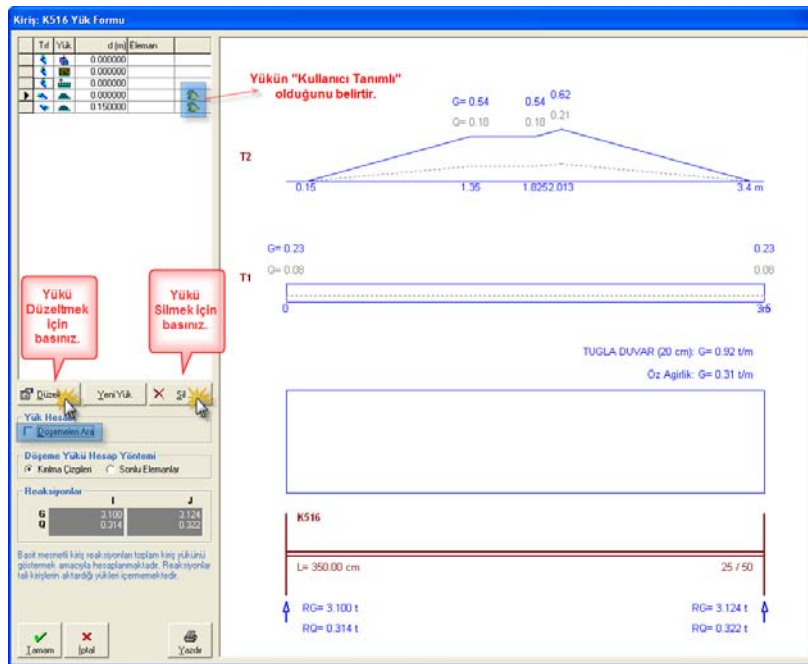 Kiriş: K516 Yük Formu
Trf Yük d (m) Eleman
0.000000
0.000000
0.000000
0.000000
0.150000
Yükün "Kullanıcı Tanımlı"
olduğunu belirtir.
G= 0.54 0.54 0.62
Q= 0.18 0.18 0.21
T2
0.15 1.35 1.825 2.013 3.4 m
G= 0.23 0.23
Q= 0.08 0.08
T1
0 3.5
Yükü
Düzeltmek
için
basınız.
Yükü
Silmek için
basınız.
TUGLA DUVAR (20 cm): G= 0.92 t/m
Öz Agirlik: G= 0.31 t/m
Yeni Yük Sil
Yük Hesabı
Döşemeleri Ara
Döşeme Yükü Hesap Yöntemi
Kırılma Çizgileri Sonlu Elemanlar
Reaksiyonlar
I J
G 3.100 3.124
Q 0.314 0.322
Basit mesnetli kiriş reaksiyonları toplam kiriş yükünü
göstermek amacıyla hesaplanmaktadır. Reaksiyonlar
tali kirişlerin aktardığı yükleri içermemektedir.
K516
L= 350.00 cm 25 / 50
RG= 3.100 t RG= 3.124 t
RQ= 0.314 t RQ= 0.322 t
Tamam İptal Yazdır